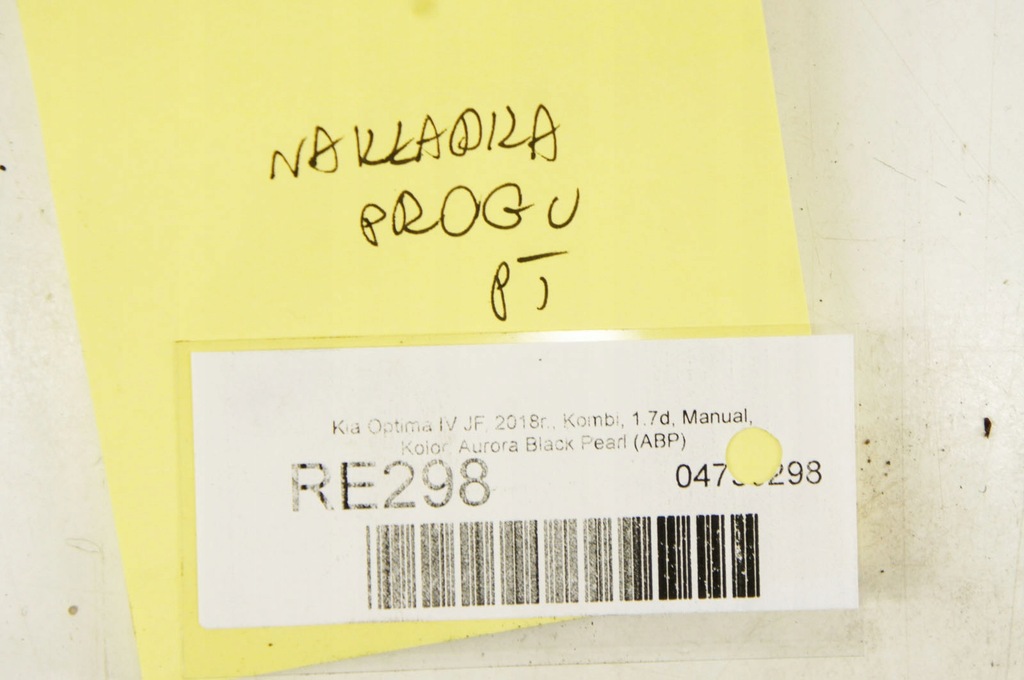 NAKŁADKA
PROGU
PT
Kia Optima IV JF, 2018r., Kombi, 1.7d, Manual,
Kolor: Aurora Black Pearl (ABP)
RE298